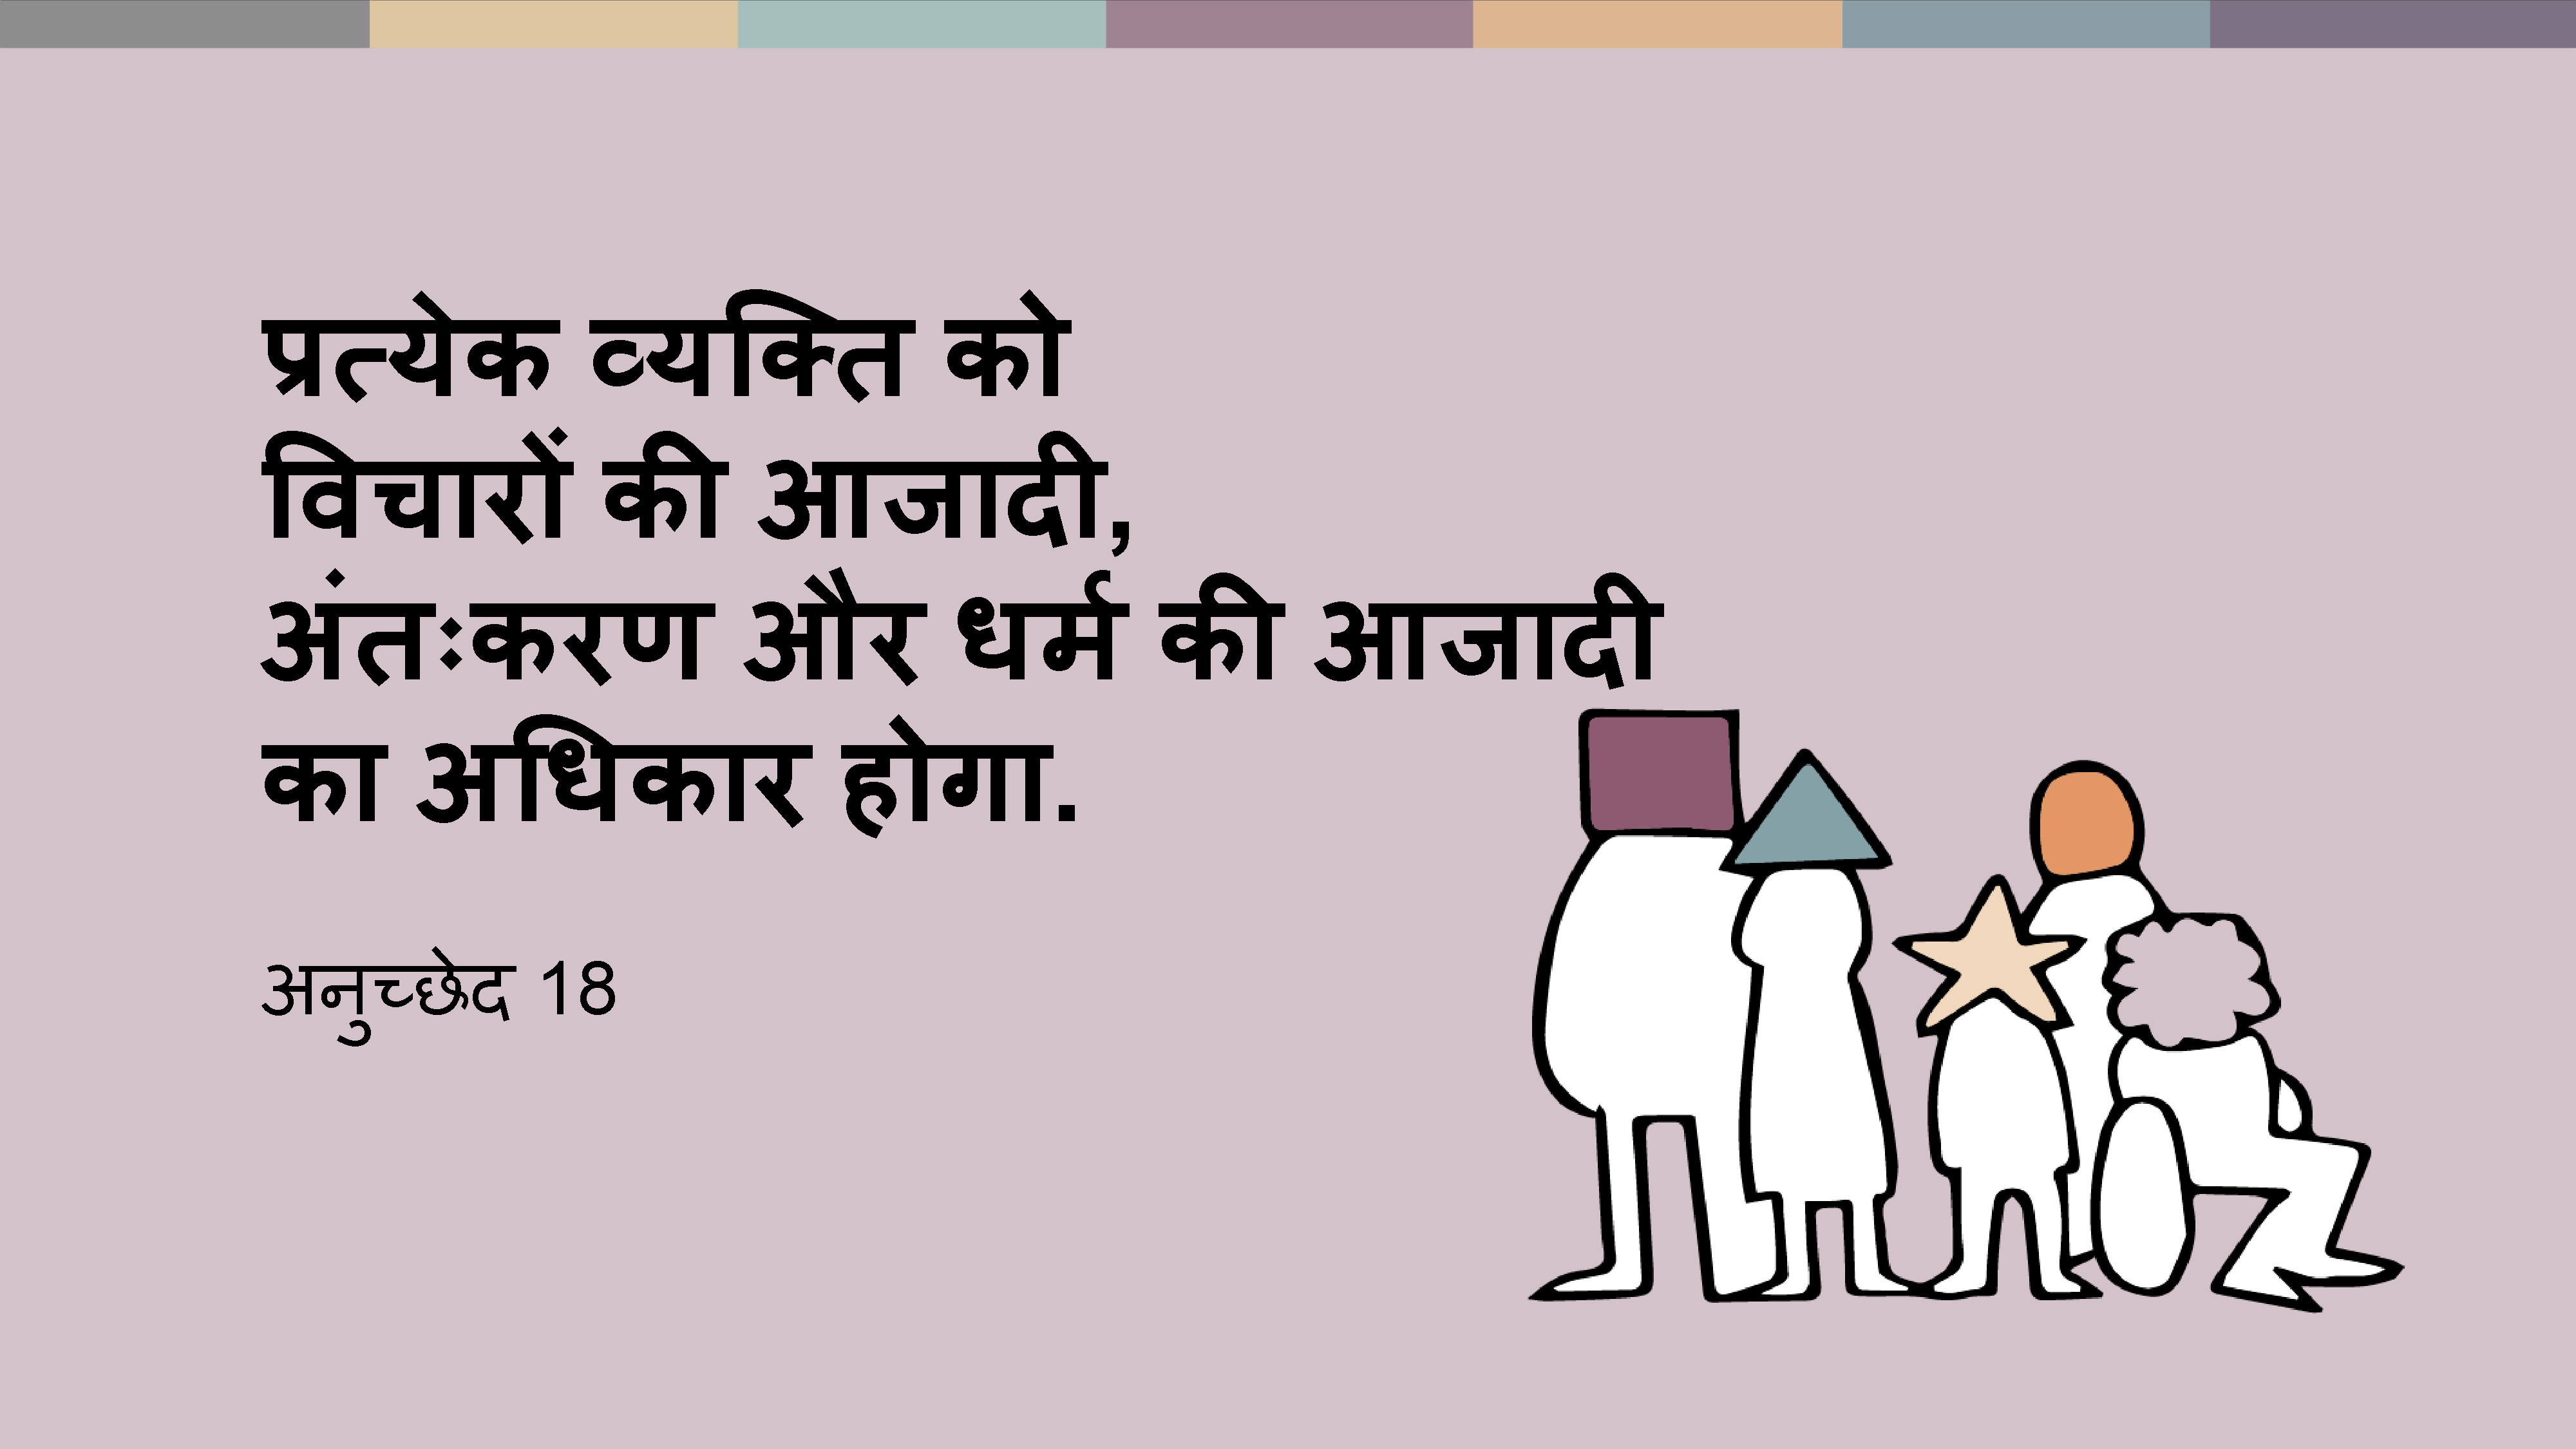 प्रत्येक व्यक्ति को
विचारों की आजादी,
अंतःकरण और धर्म की आजादी
का अधिकार होगा.
अनुच्छेद 18